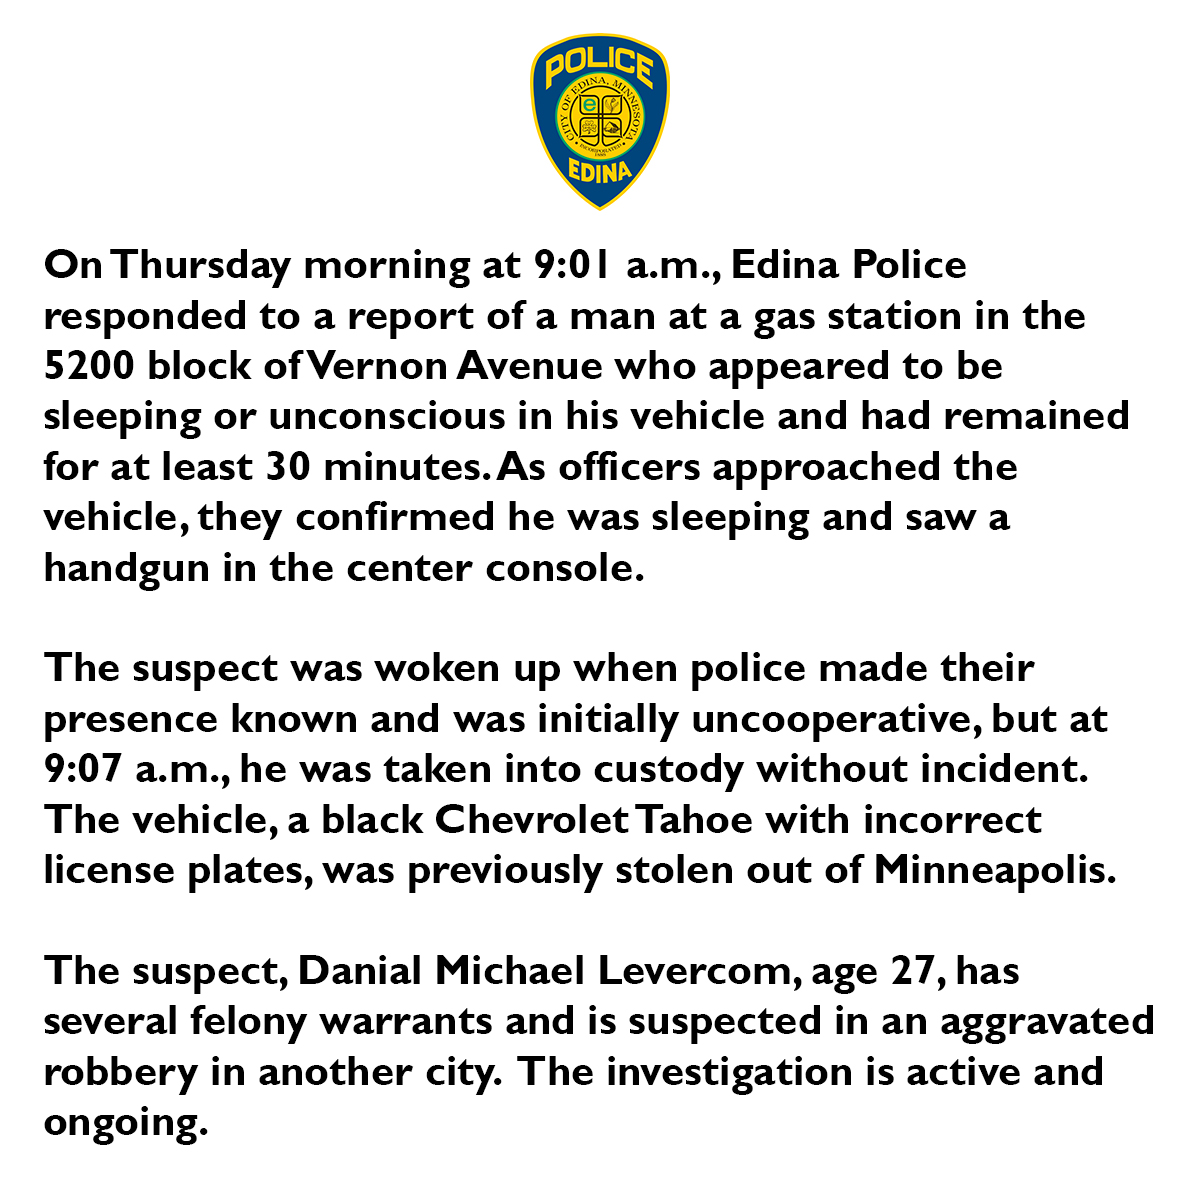 POLICE
CITY OF EDINA, MINNESOTA
e
INCORPORATED
1888
EDINA
On Thursday morning at 9:01 a.m., Edina Police
responded to a report of a man at a gas station in the
5200 block of Vernon Avenue who appeared to be
sleeping or unconscious in his vehicle and had remained
for at least 30 minutes. As officers approached the
vehicle, they confirmed he was sleeping and saw a
handgun in the center console.
The suspect was woken up when police made their
presence known and was initially uncooperative, but at
9:07 a.m., he was taken into custody without incident.
The vehicle, a black Chevrolet Tahoe with incorrect
license plates, was previously stolen out of Minneapolis.
The suspect, Danial Michael Levercom, age 27, has
several felony warrants and is suspected in an aggravated
robbery in another city. The investigation is active and
ongoing.